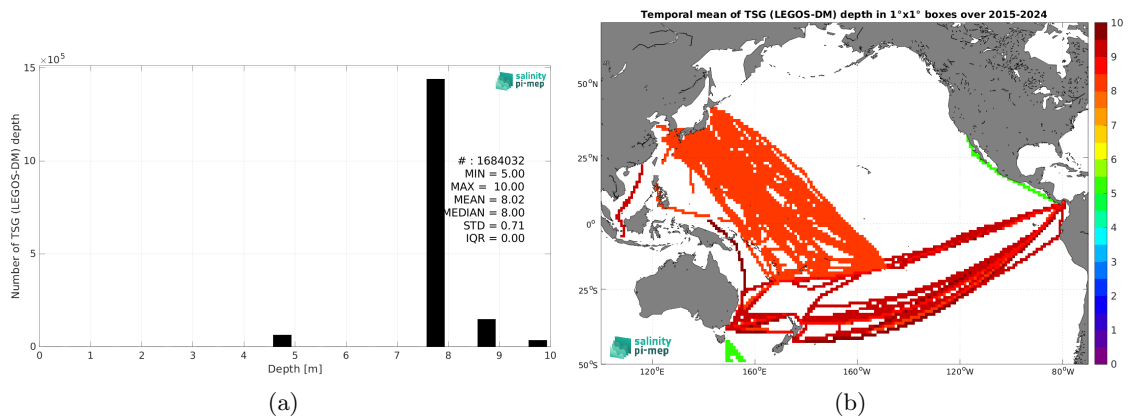 ×10⁵
15
10
5
0
Number of TSG (LEGOS-DM) depth
0 1 2 3 4 5 6 7 8 9 10
Depth [m]
salinity
pi-mep
# : 1684032
MIN = 5.00
MAX = 10.00
MEAN = 8.02
MEDIAN = 8.00
STD = 0.71
IQR = 0.00
(a)
Temporal mean of TSG (LEGOS-DM) depth in 1°x1° boxes over 2015-2024
50°N
25°N
0°
25°S
50°S
120°E 160°E 160°W 120°W 80°W
salinity
pi-mep
10
9
8
7
6
5
4
3
2
1
0
(b)